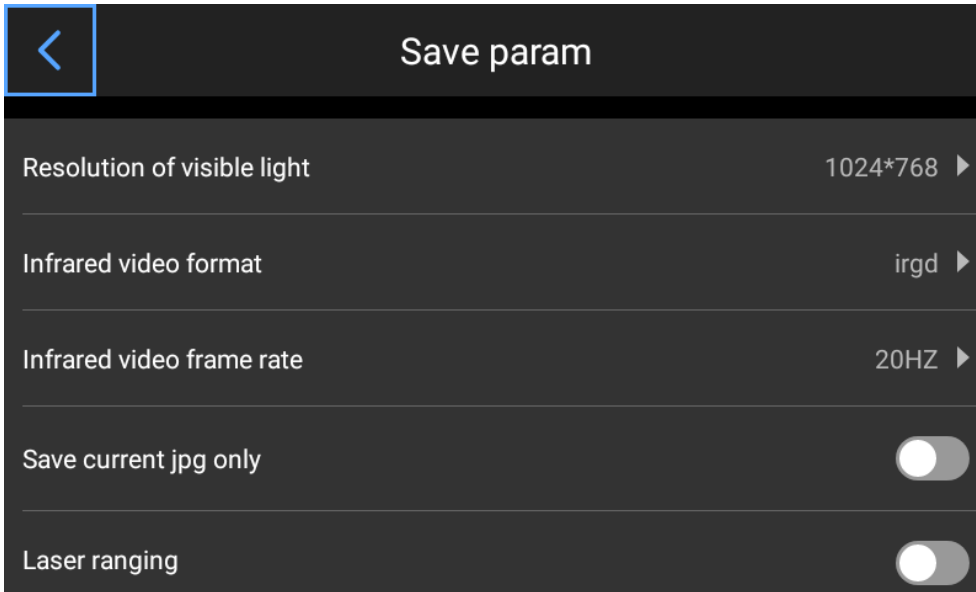 Save param
Resolution of visible light 1024*768
Infrared video format irgd
Infrared video frame rate 20HZ
Save current jpg only
Laser ranging